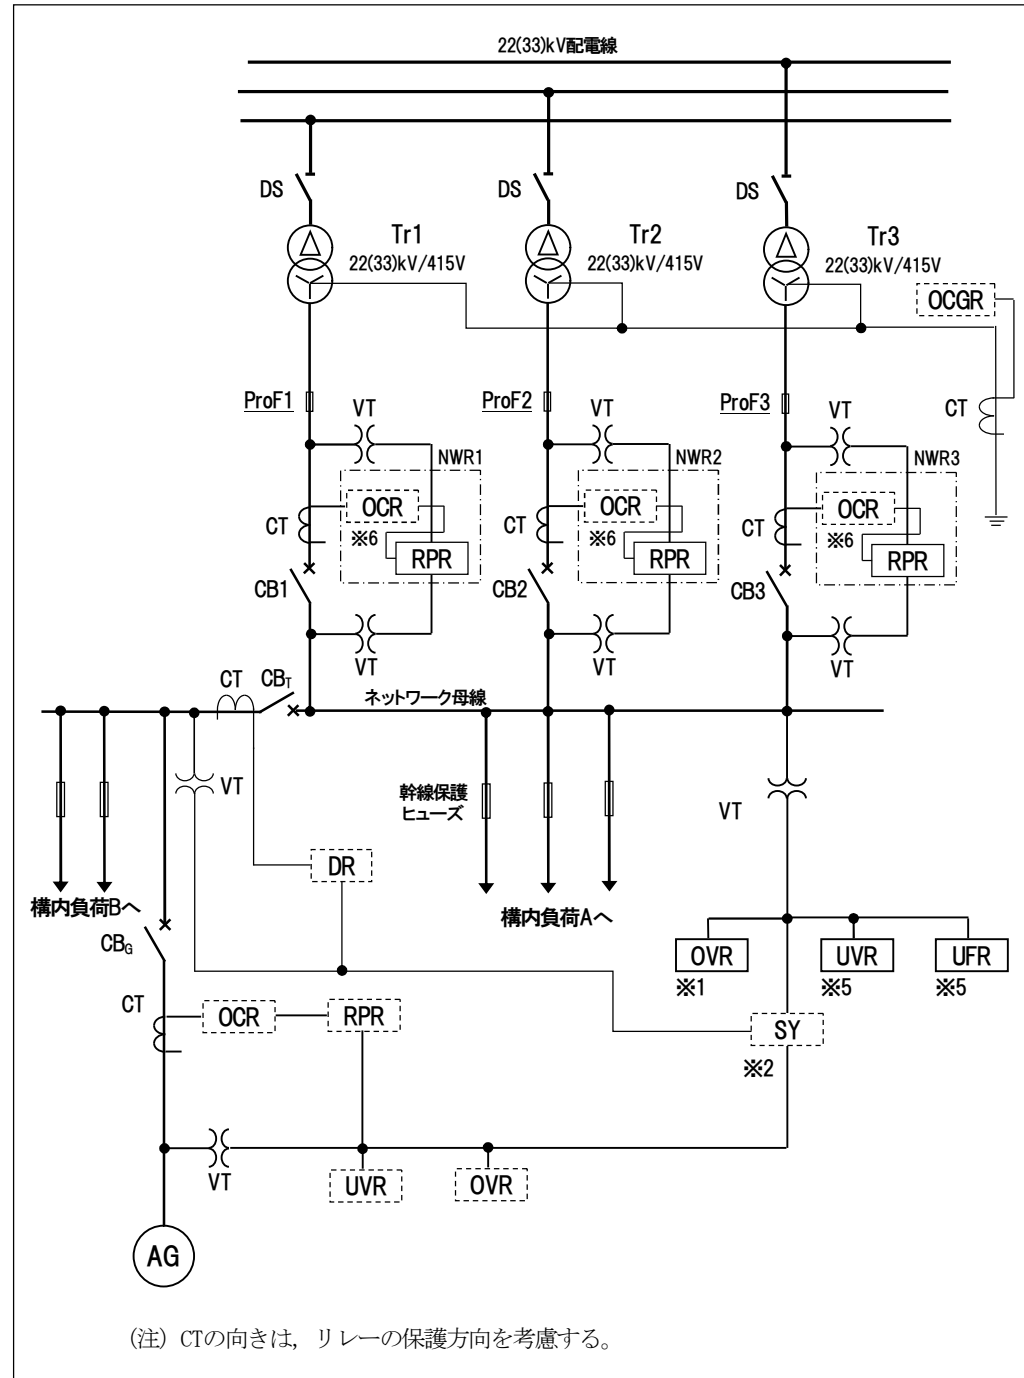 22(33)kV配電線
DS
DS
DS
Tr1
22(33)kV/415V
Tr2
22(33)kV/415V
Tr3
22(33)kV/415V
OCGR
ProF1
VT
ProF2
VT
ProF3
VT
CT
NWR1
NWR2
NWR3
OCR
OCR
OCR
CT
※6
CT
※6
CT
※6
RPR
RPR
RPR
CB1
CB2
CB3
VT
VT
VT
CT
CBT
ネットワーク母線
VT
幹線保護
ヒューズ
VT
DR
構内負荷Bへ
構内負荷Aへ
CBG
OVR
UVR
UFR
※1
※5
※5
CT
OCR
RPR
SY
※2
VT
UVR
OVR
AG
(注) CTの向きは，リレーの保護方向を考慮する。